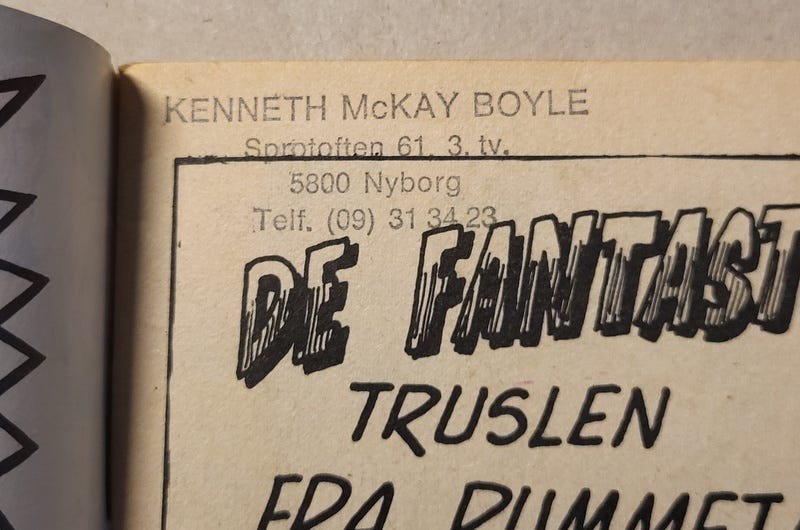 KENNETH McKAY BOYLE
Sprotoften 61, 3. tv.
5800 Nyborg
Telf. (09) 31 34 23
DE FANTAST
TRUSLEN
FRA RUMMET